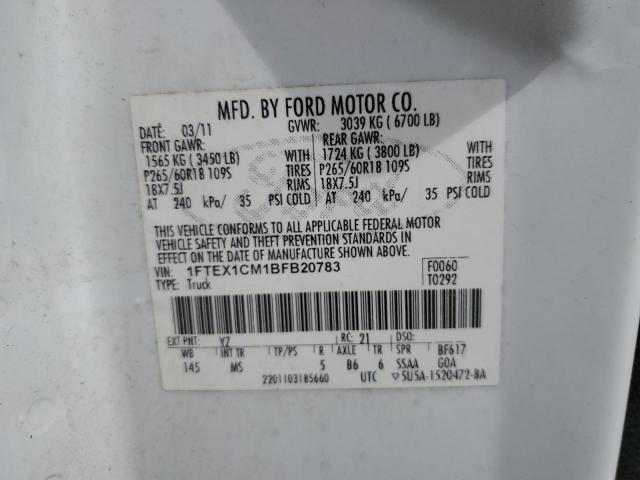 MFD. BY FORD MOTOR CO.
DATE: 03/11 GVWR: 3039 KG ( 6700 LB)
FRONT GAWR: REAR GAWR:
1565 KG ( 3450 LB) WITH 1724 KG ( 3800 LB) WITH
P265/60R18 109S TIRES P265/60R18 109S TIRES
18X7.5J RIMS 18X7.5J RIMS
AT 240 kPa/ 35 PSI COLD AT 240 kPa/ 35 PSI COLD
THIS VEHICLE CONFORMS TO ALL APPLICABLE FEDERAL MOTOR
VEHICLE SAFETY AND THEFT PREVENTION STANDARDS IN
EFFECT ON THE DATE OF MANUFACTURE SHOWN ABOVE.
VIN: 1FTEX1CM1BFB20783 F0060
TYPE: Truck T0292
EXT PNT: YZ RC: 21 DSO:
WB INT TR TP/PS R AXLE TR SPR BF617
145 MS 5 B6 6 SSAA GOA
2201103185660 UTC ▽5U5A-1520472-BA